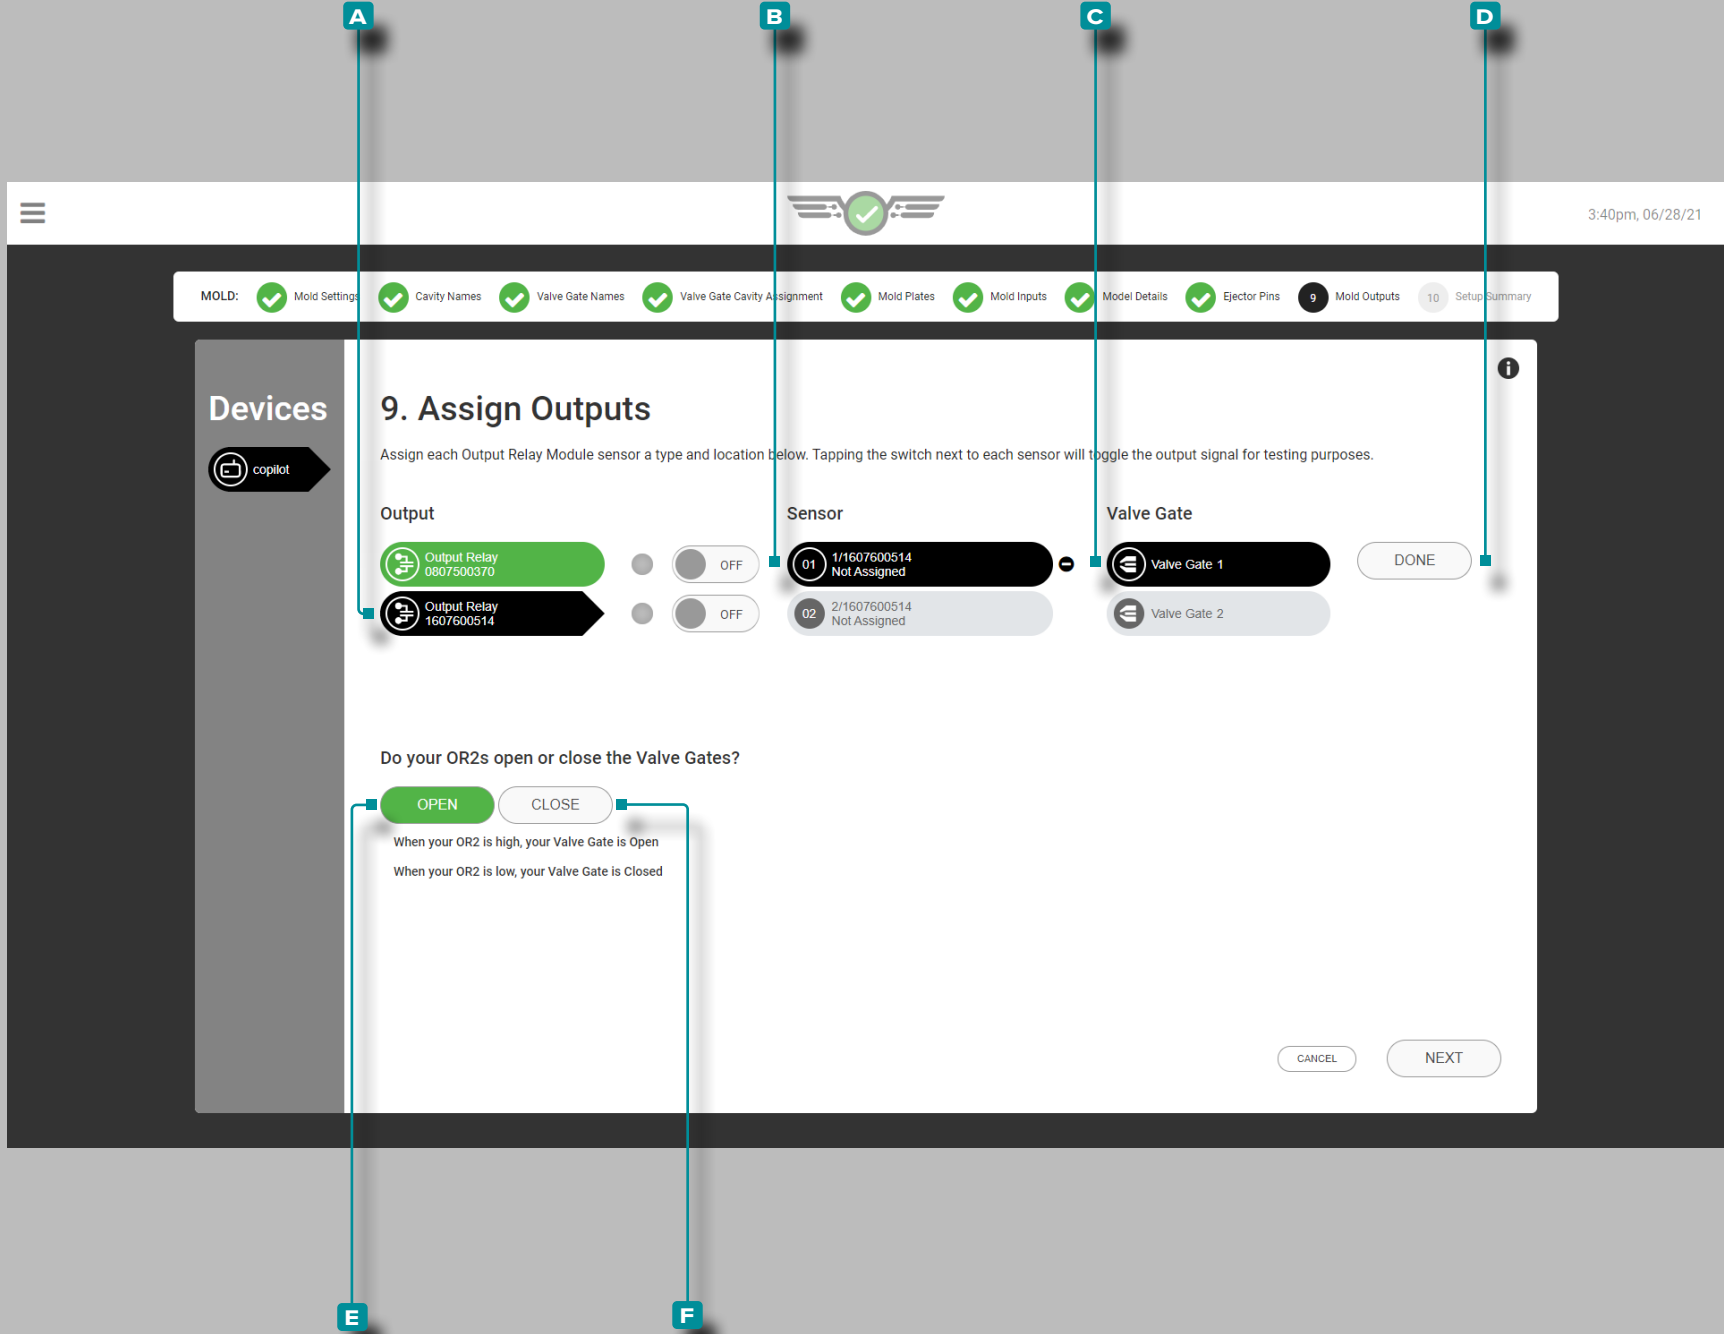 A
B
C
D
3:40pm, 06/28/21
MOLD: Mold Settings Cavity Names Valve Gate Names Valve Gate Cavity Assignment Mold Plates Mold Inputs Model Details Ejector Pins 9 Mold Outputs 10 Setup Summary
Devices
copilot
9. Assign Outputs
Assign each Output Relay Module sensor a type and location below. Tapping the switch next to each sensor will toggle the output signal for testing purposes.
Output
Sensor
Valve Gate
Output Relay
0807500370
OFF
01
1/1607600514
Not Assigned
Valve Gate 1
DONE
Output Relay
1607600514
OFF
02
2/1607600514
Not Assigned
Valve Gate 2
Do your OR2s open or close the Valve Gates?
OPEN
CLOSE
When your OR2 is high, your Valve Gate is Open
When your OR2 is low, your Valve Gate is Closed
CANCEL
NEXT
E
F